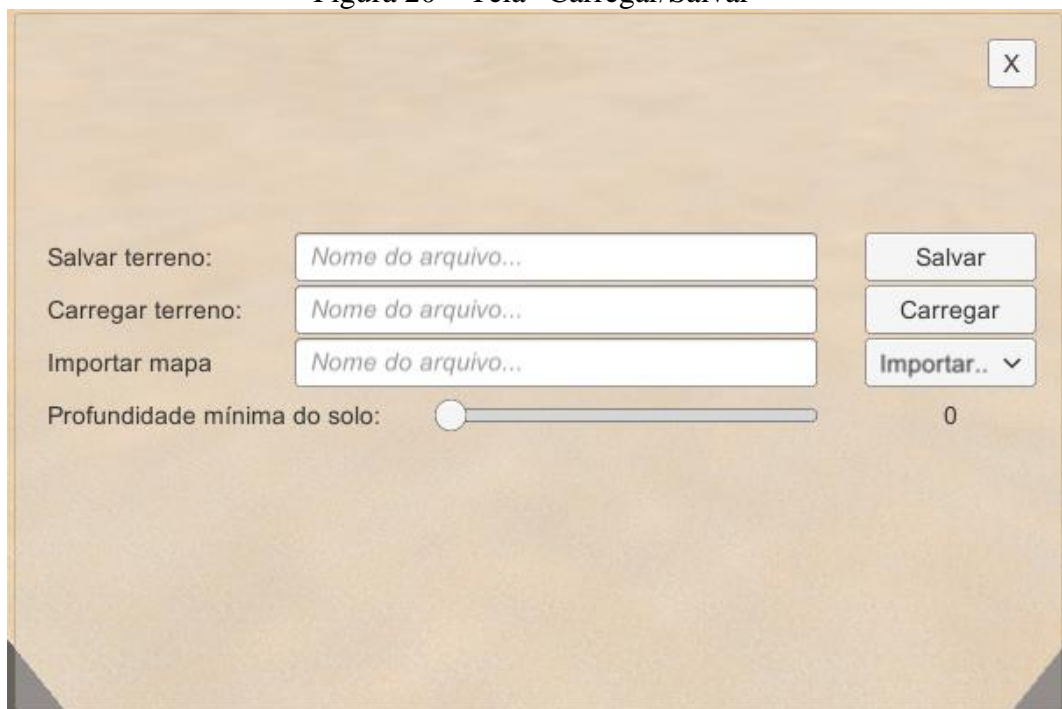 X
Salvar terreno: Nome do arquivo... Salvar
Carregar terreno: Nome do arquivo... Carregar
Importar mapa Nome do arquivo... Importar..
Profundidade mínima do solo: 0